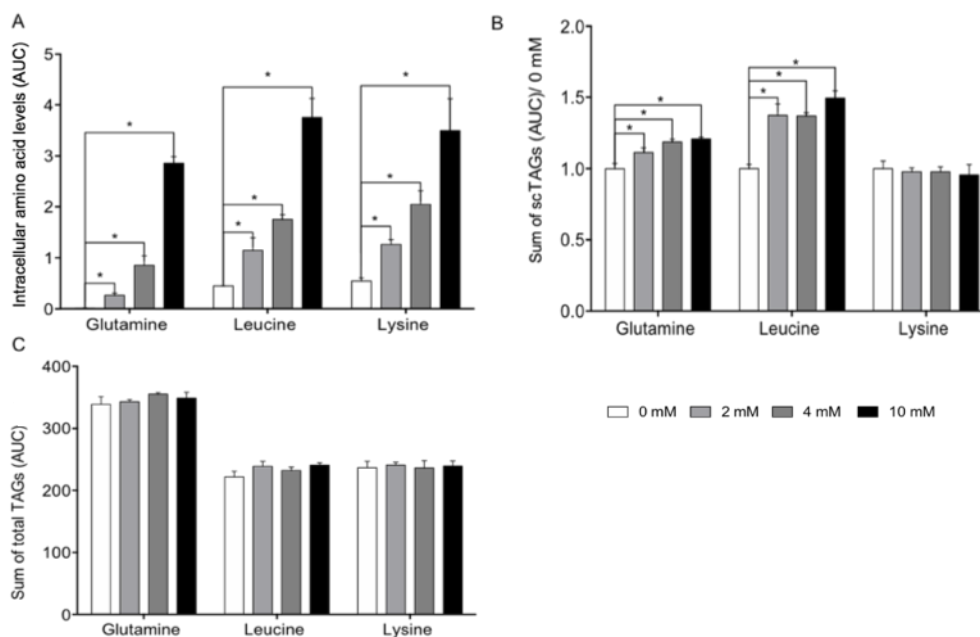 A
Intracellular amino acid levels (AUC)
5
4
3
2
1
0
* * *
* * *
* * *
Glutamine Leucine Lysine
B
Sum of scTAGs (AUC)/ 0 mM
2.0
1.5
1.0
0.5
0.0
* * *
* * *
Glutamine Leucine Lysine
C
Sum of total TAGs (AUC)
400
300
200
100
0
Glutamine Leucine Lysine
0 mM 2 mM 4 mM 10 mM